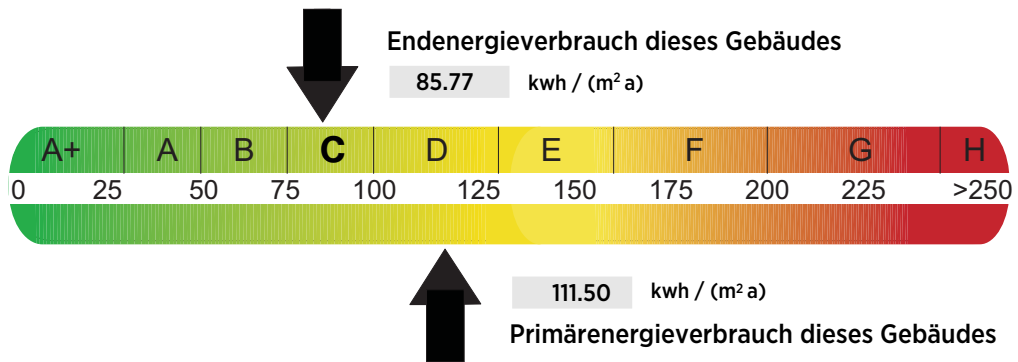 Endenergieverbrauch dieses Gebäudes
85.77 kwh / (m² a)
A+ A B C D E F G H
0 25 50 75 100 125 150 175 200 225 >250
111.50 kwh / (m² a)
Primärenergieverbrauch dieses Gebäudes